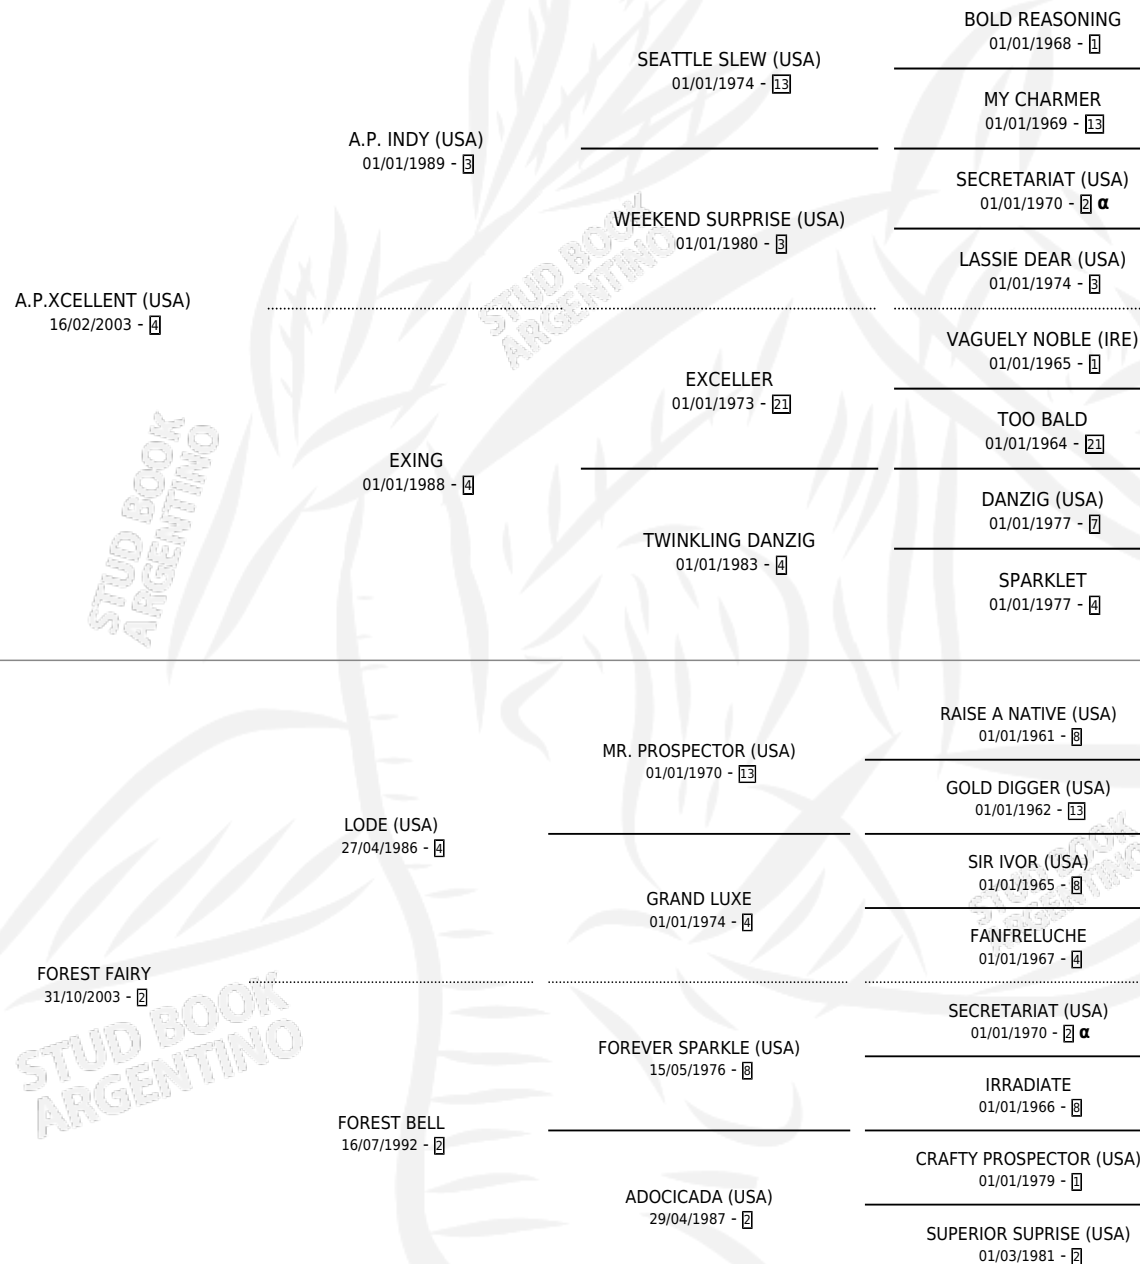 BOLD REASONING
01/01/1968 - 1
SEATTLE SLEW (USA)
01/01/1974 - 13
MY CHARMER
01/01/1969 - 13
A.P. INDY (USA)
01/01/1989 - 3
SECRETARIAT (USA)
01/01/1970 - 2 α
WEEKEND SURPRISE (USA)
01/01/1980 - 3
LASSIE DEAR (USA)
01/01/1974 - 3
A.P.XCELLENT (USA)
16/02/2003 - 4
VAGUELY NOBLE (IRE)
01/01/1965 - 1
EXCELLER
01/01/1973 - 21
TOO BALD
01/01/1964 - 21
EXING
01/01/1988 - 4
DANZIG (USA)
01/01/1977 - 7
TWINKLING DANZIG
01/01/1983 - 4
SPARKLET
01/01/1977 - 4
RAISE A NATIVE (USA)
01/01/1961 - 8
MR. PROSPECTOR (USA)
01/01/1970 - 13
GOLD DIGGER (USA)
01/01/1962 - 13
LODE (USA)
27/04/1986 - 4
SIR IVOR (USA)
01/01/1965 - 8
GRAND LUXE
01/01/1974 - 4
FANFRELUCHE
01/01/1967 - 4
FOREST FAIRY
31/10/2003 - 2
SECRETARIAT (USA)
01/01/1970 - 2 α
FOREVER SPARKLE (USA)
15/05/1976 - 8
IRRADIATE
01/01/1966 - 8
FOREST BELL
16/07/1992 - 2
CRAFTY PROSPECTOR (USA)
01/01/1979 - 1
ADOCICADA (USA)
29/04/1987 - 2
SUPERIOR SUPRISE (USA)
01/03/1981 - 2
STUD BOOK
ARGENTINO
STUD BOOK
ARGENTINO
STUD BOOK
ARGENTINO
STUD BOOK
ARGENTINO